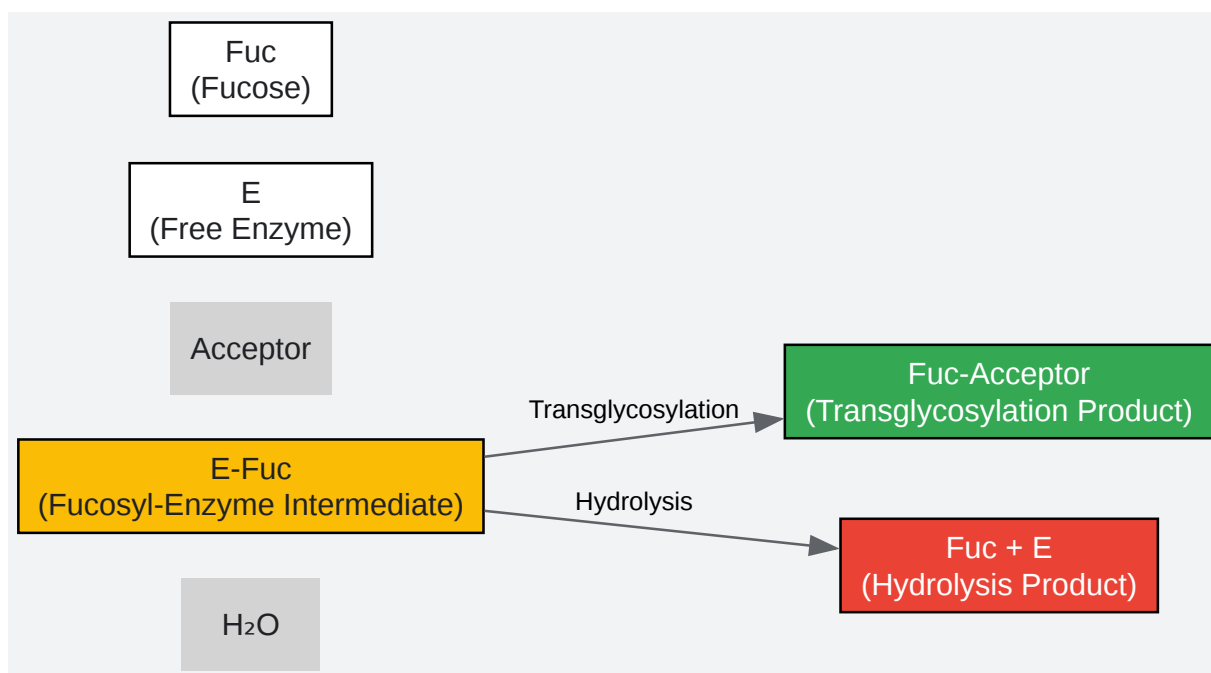 Fuc
(Fucose)
E
(Free Enzyme)
Acceptor
E-Fuc
(Fucosyl-Enzyme Intermediate)
H₂O
Transglycosylation
Hydrolysis
Fuc-Acceptor
(Transglycosylation Product)
Fuc + E
(Hydrolysis Product)